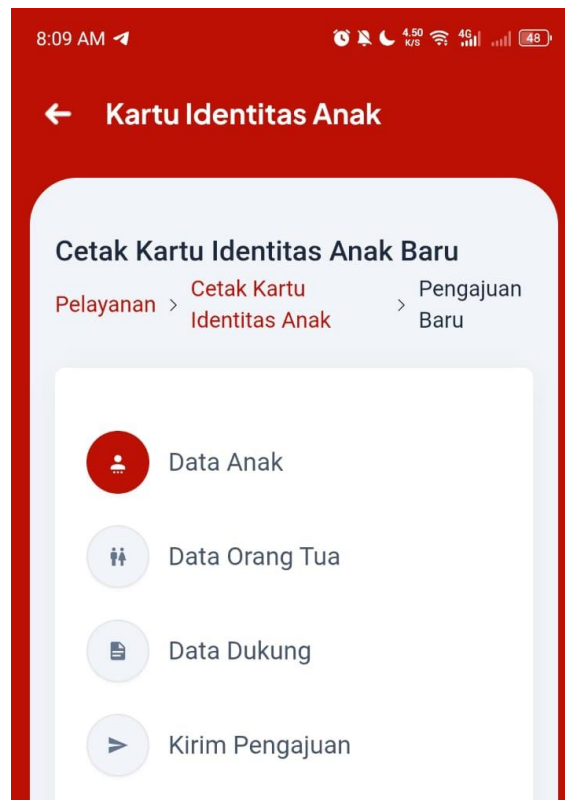 8:09 AM 4.50 K/S 4G 48
Kartu Identitas Anak
Cetak Kartu Identitas Anak Baru
Pelayanan > Cetak Kartu Identitas Anak > Pengajuan Baru
Data Anak
Data Orang Tua
Data Dukung
Kirim Pengajuan